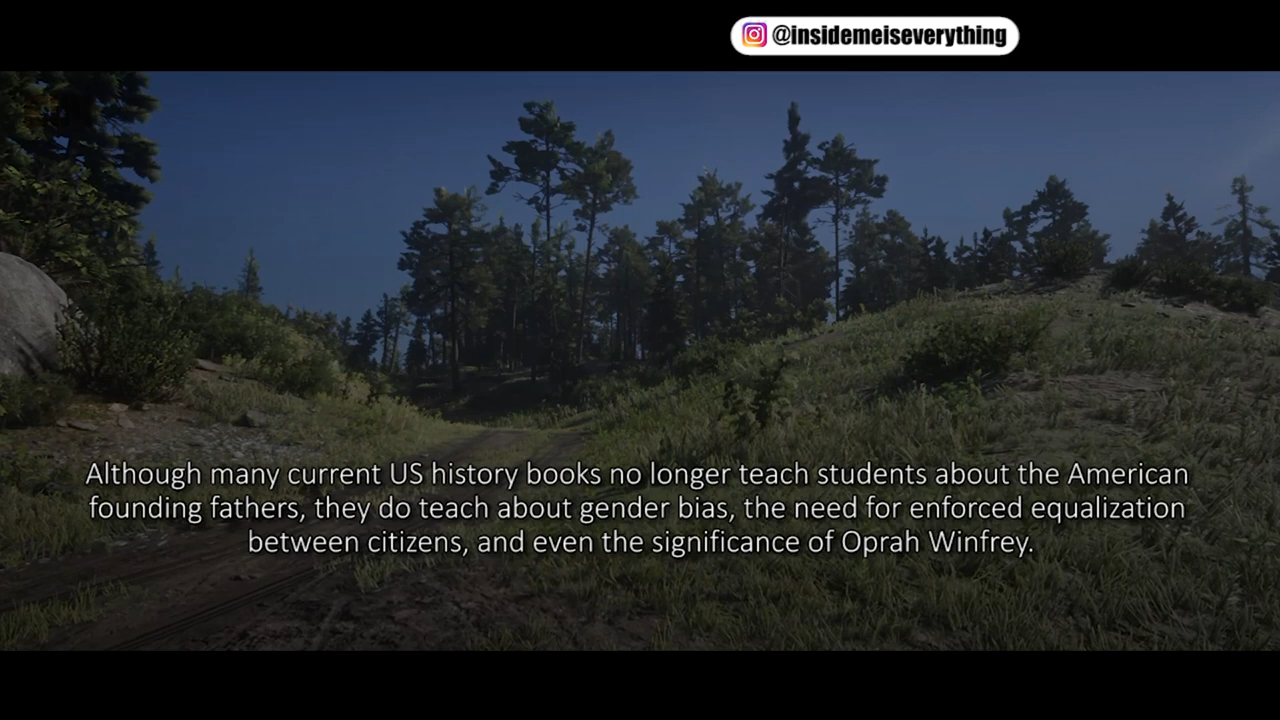 @insidemeiseverything
Although many current US history books no longer teach students about the American
founding fathers, they do teach about gender bias, the need for enforced equalization
between citizens, and even the significance of Oprah Winfrey.